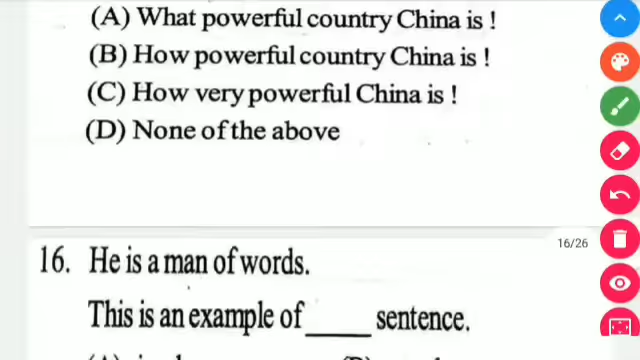 (A) What powerful country China is !
(B) How powerful country China is !
(C) How very powerful China is !
(D) None of the above
16/26
16. He is a man of words.
This is an example of_____ sentence.